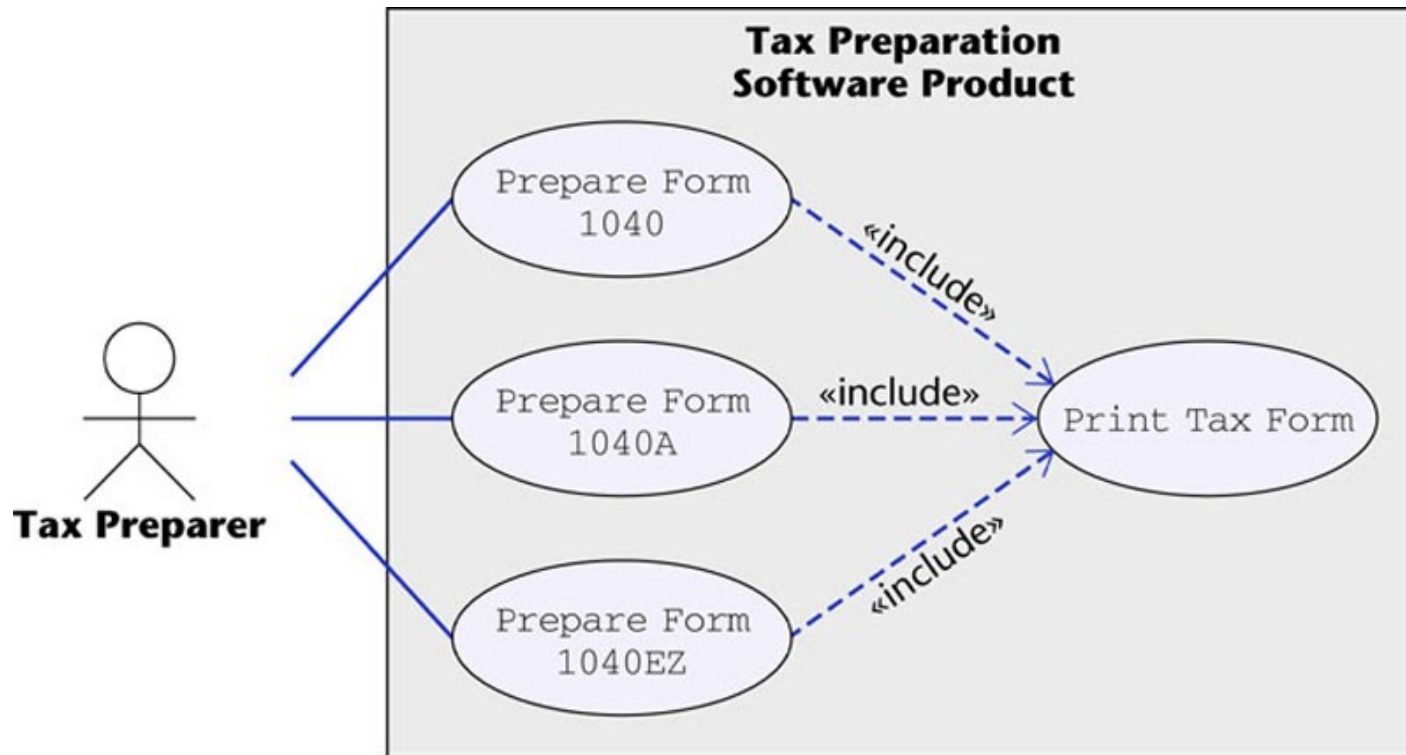 Tax Preparation
Software Product
Prepare Form
1040
«include»
Prepare Form
1040A
«include»
Print Tax Form
Tax Preparer
Prepare Form
1040EZ
«include»